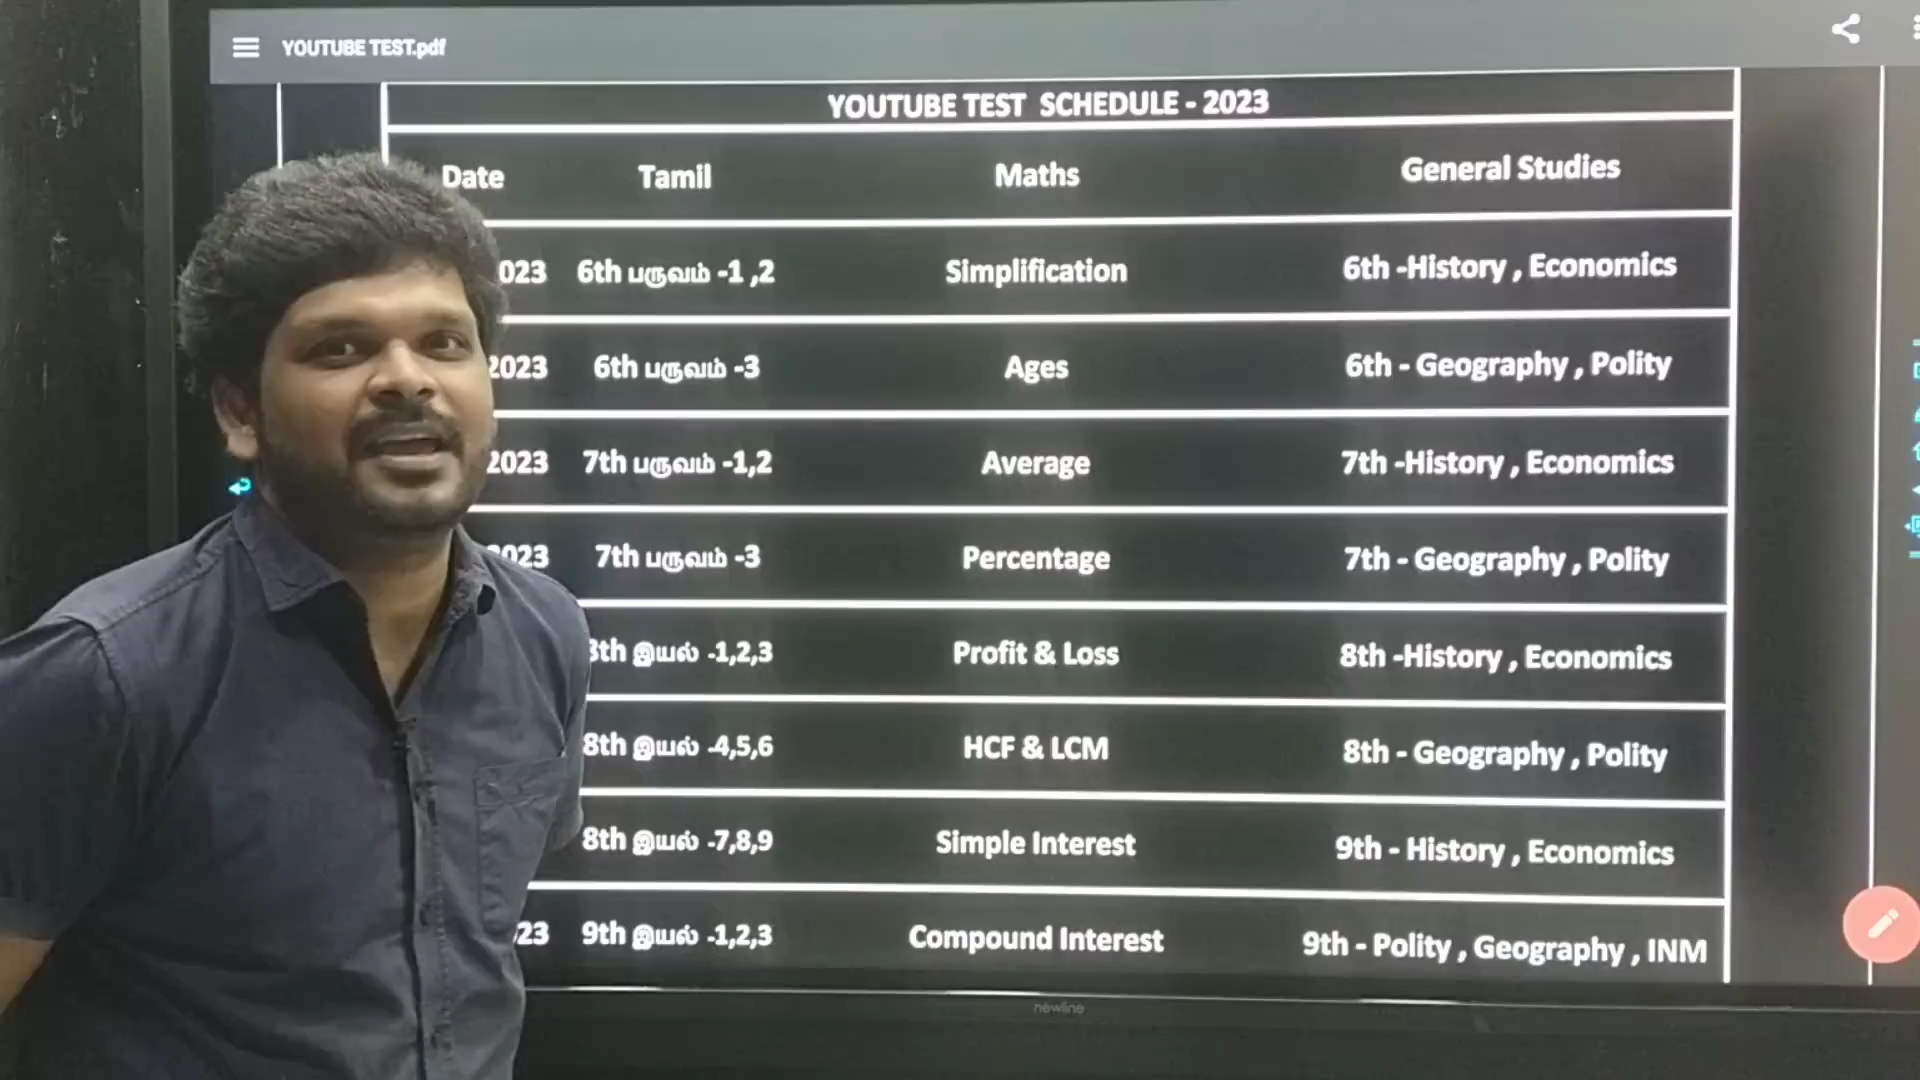 YOUTUBE TEST.pdf
YOUTUBE TEST SCHEDULE - 2023
Date Tamil Maths General Studies
6th பருவம் -1 ,2 Simplification 6th -History , Economics
2023 6th பருவம் -3 Ages 6th - Geography , Polity
2023 7th பருவம் -1,2 Average 7th -History , Economics
7th பருவம் -3 Percentage 7th - Geography , Polity
8th இயல் -1,2,3 Profit & Loss 8th -History , Economics
8th இயல் -4,5,6 HCF & LCM 8th - Geography , Polity
8th இயல் -7,8,9 Simple Interest 9th - History , Economics
9th இயல் -1,2,3 Compound Interest 9th - Polity , Geography , INM
newline